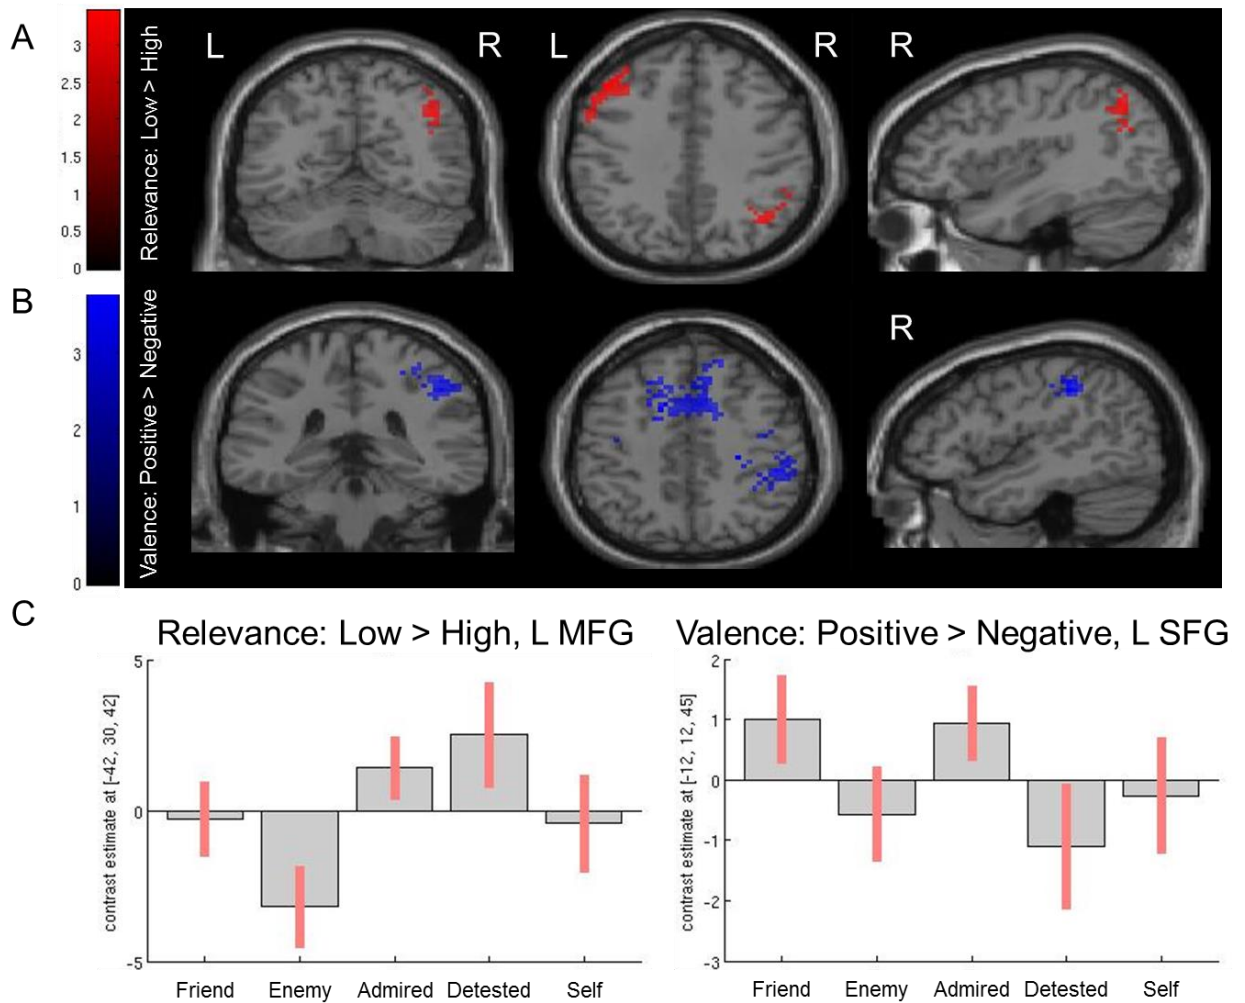 A
3
2.5
2
1.5
1
0.5
0
Relevance: Low > High
L
R
L
R
R
B
3
2
1
0
Valence: Positive > Negative
R
C
Relevance: Low > High, L MFG
contrast estimate at [-42, 30, 42]
5
0
-5
Friend
Enemy
Admired
Detested
Self
Valence: Positive > Negative, L SFG
contrast estimate at [-12, 12, 45]
2
1
0
-1
-2
-3
Friend
Enemy
Admired
Detested
Self